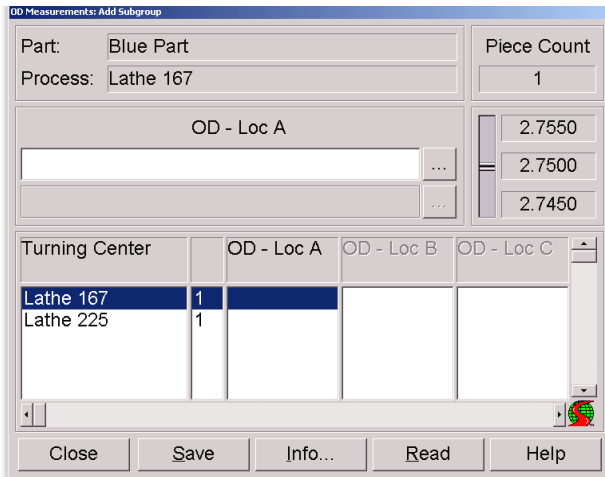 OD Measurements: Add Subgroup
Part: Blue Part
Piece Count
Process: Lathe 167
1
OD - Loc A
2.7550
...
2.7500
...
2.7450
Turning Center OD - Loc A OD - Loc B OD - Loc C
Lathe 167 1
Lathe 225 1
Close Save Info... Read Help